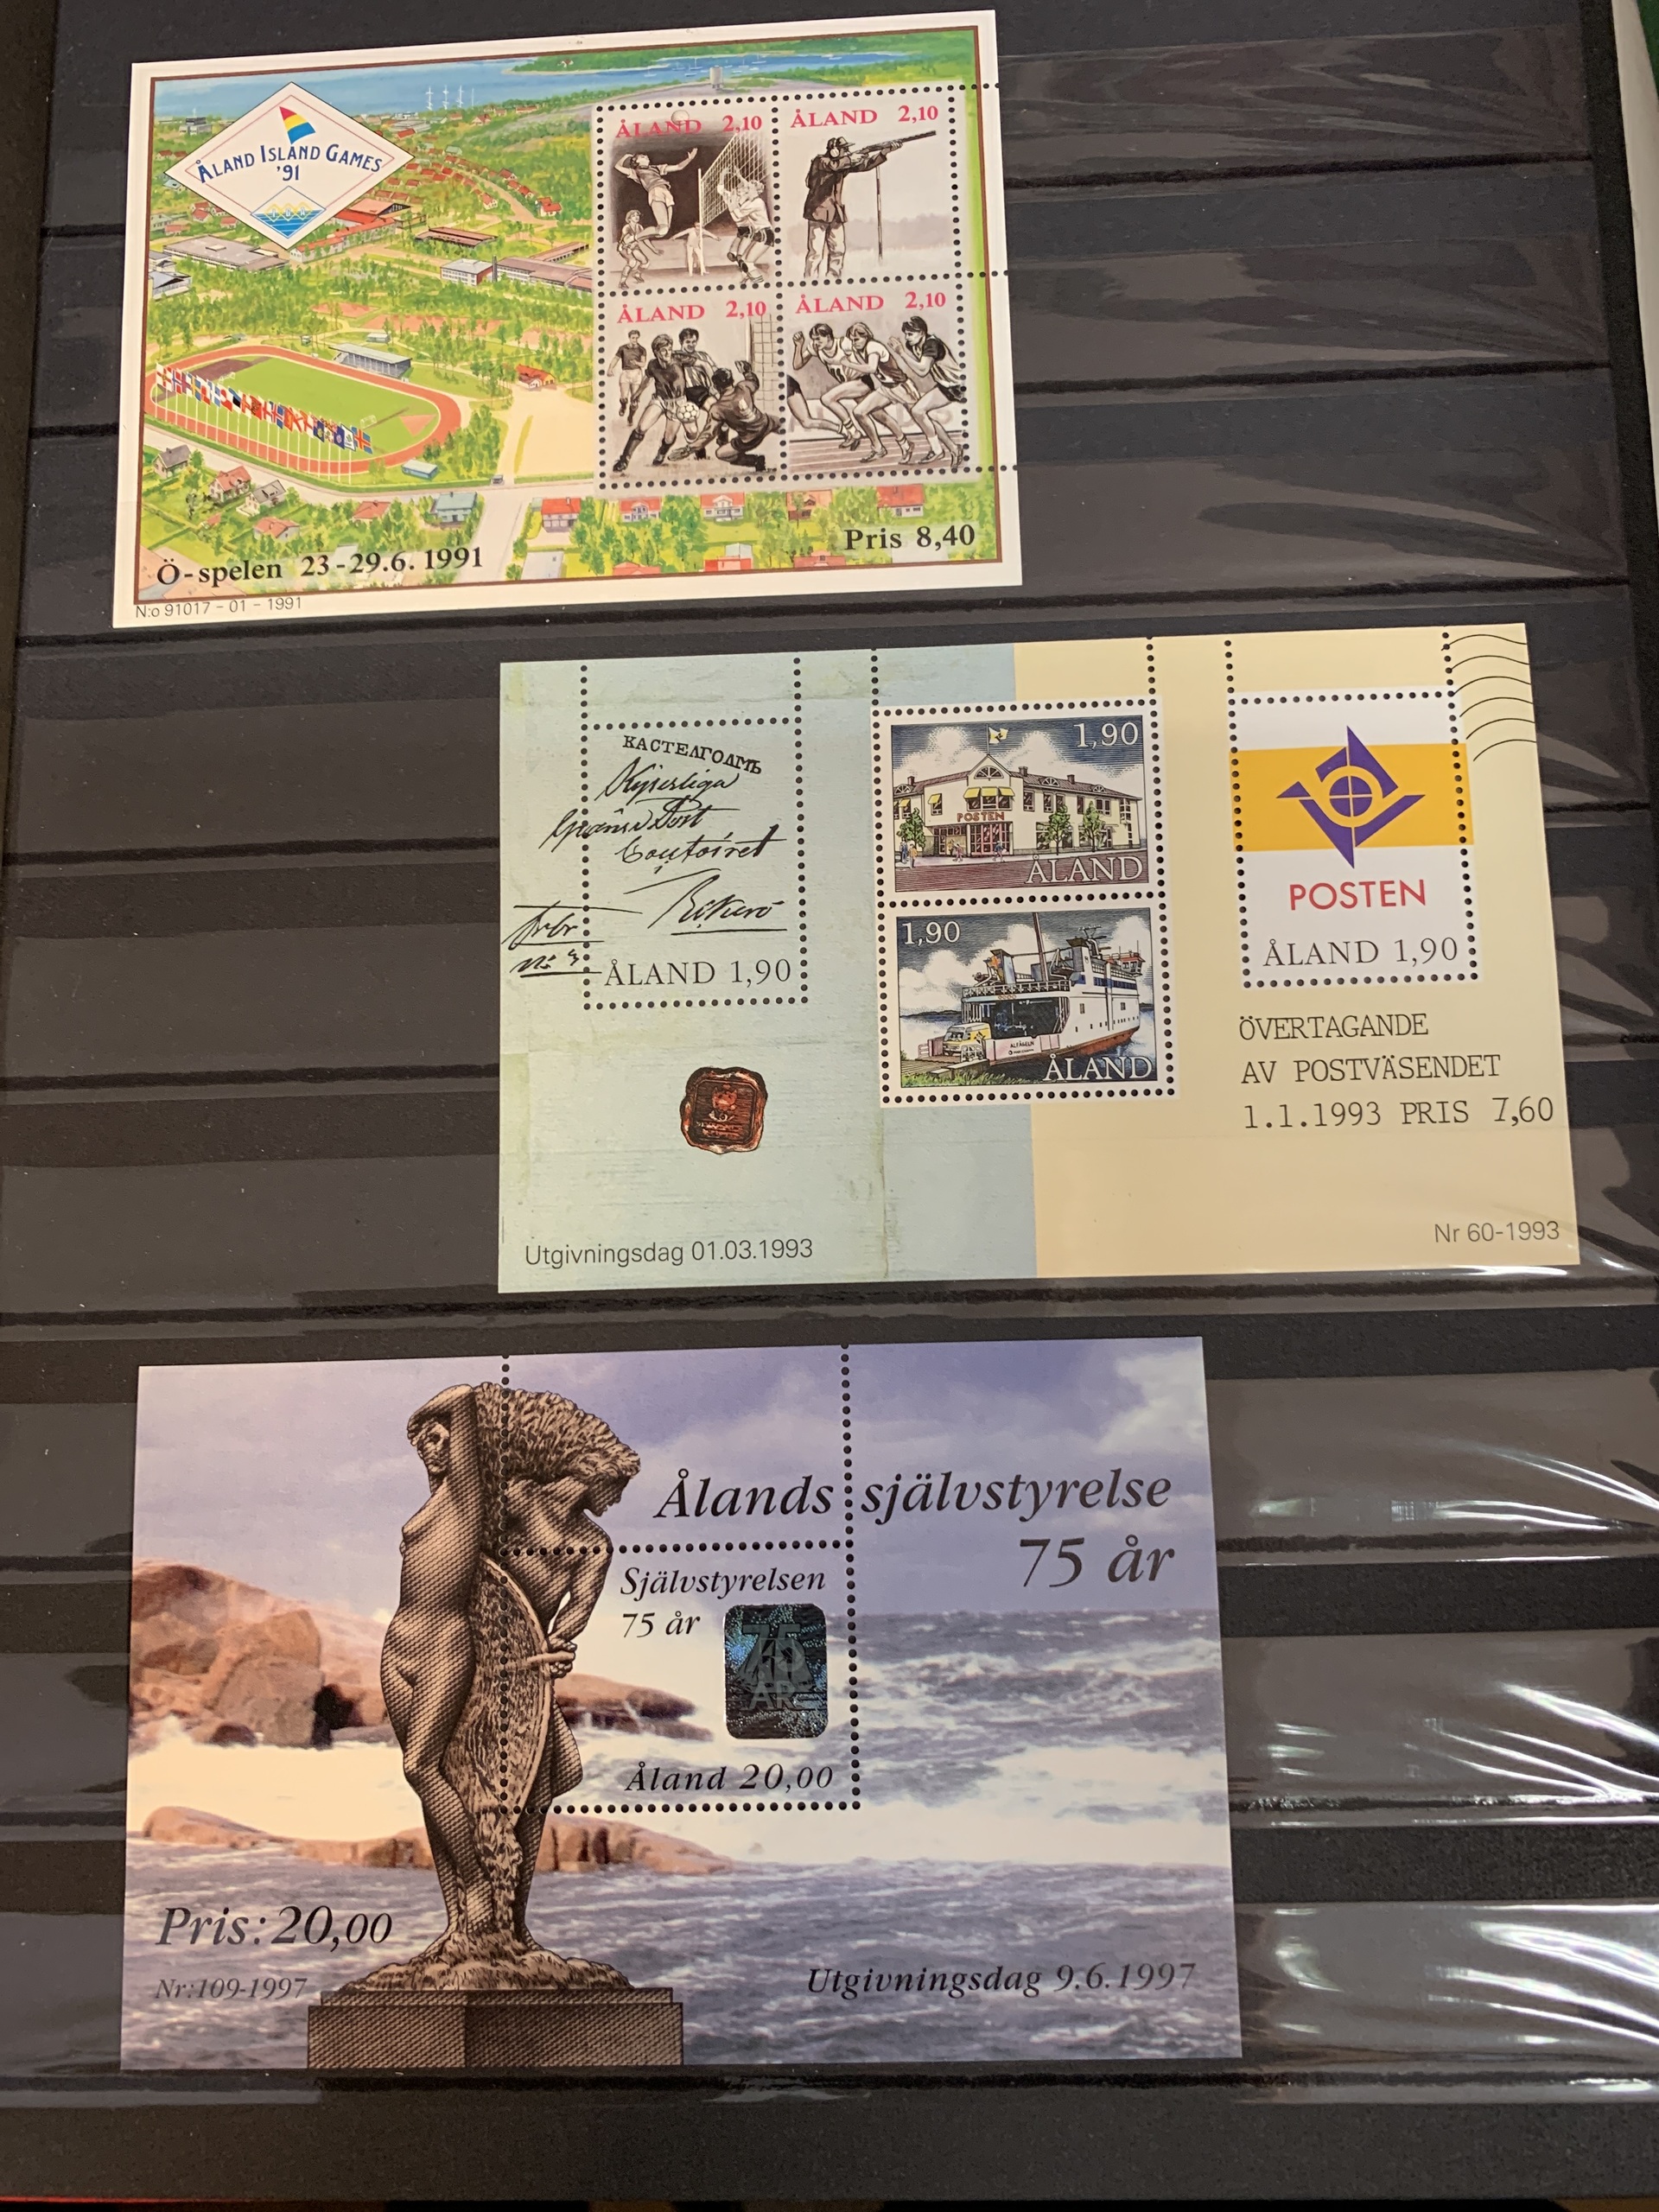 ÅLAND ISLAND GAMES
'91
ÅLAND 2,10
ÅLAND 2,10
ÅLAND 2,10
ÅLAND 2,10
Pris 8,40
Ö-spelen 23-29.6.1991
N:o 91017-01-1991
КАСТЕЛГОЛМЪ
ÅLAND 1,90
1,90
POSTEN
ÅLAND
1,90
ALFÅGELN
ÅLAND
POSTEN
ÅLAND 1,90
ÖVERTAGANDE
AV POSTVÄSENDET
1.1.1993 PRIS 7,60
Utgivningsdag 01.03.1993
Nr 60-1993
Ålands självstyrelse
75 år
Självstyrelsen
75 år
75
ÅR
Åland 20,00
Pris: 20,00
Nr:109-1997
Utgivningsdag 9.6.1997